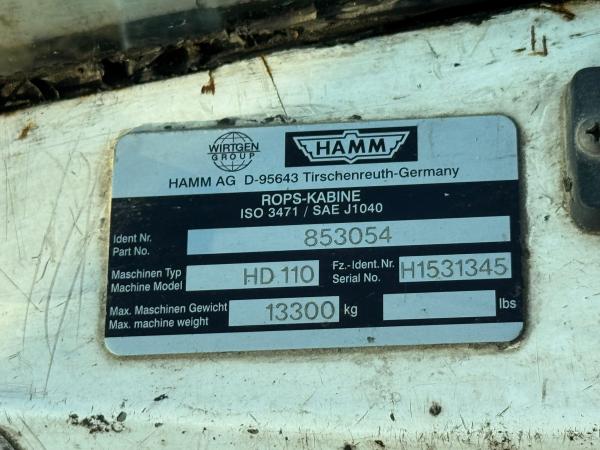 WIRTGEN GROUP
HAMM
HAMM AG D-95643 Tirschenreuth-Germany
ROPS-KABINE
ISO 3471 / SAE J1040
Ident Nr.
Part No.
853054
Maschinen Typ
Machine Model
HD 110
Fz.-Ident. Nr.
Serial No.
H1531345
Max. Maschinen Gewicht
Max. machine weight
13300 kg
lbs